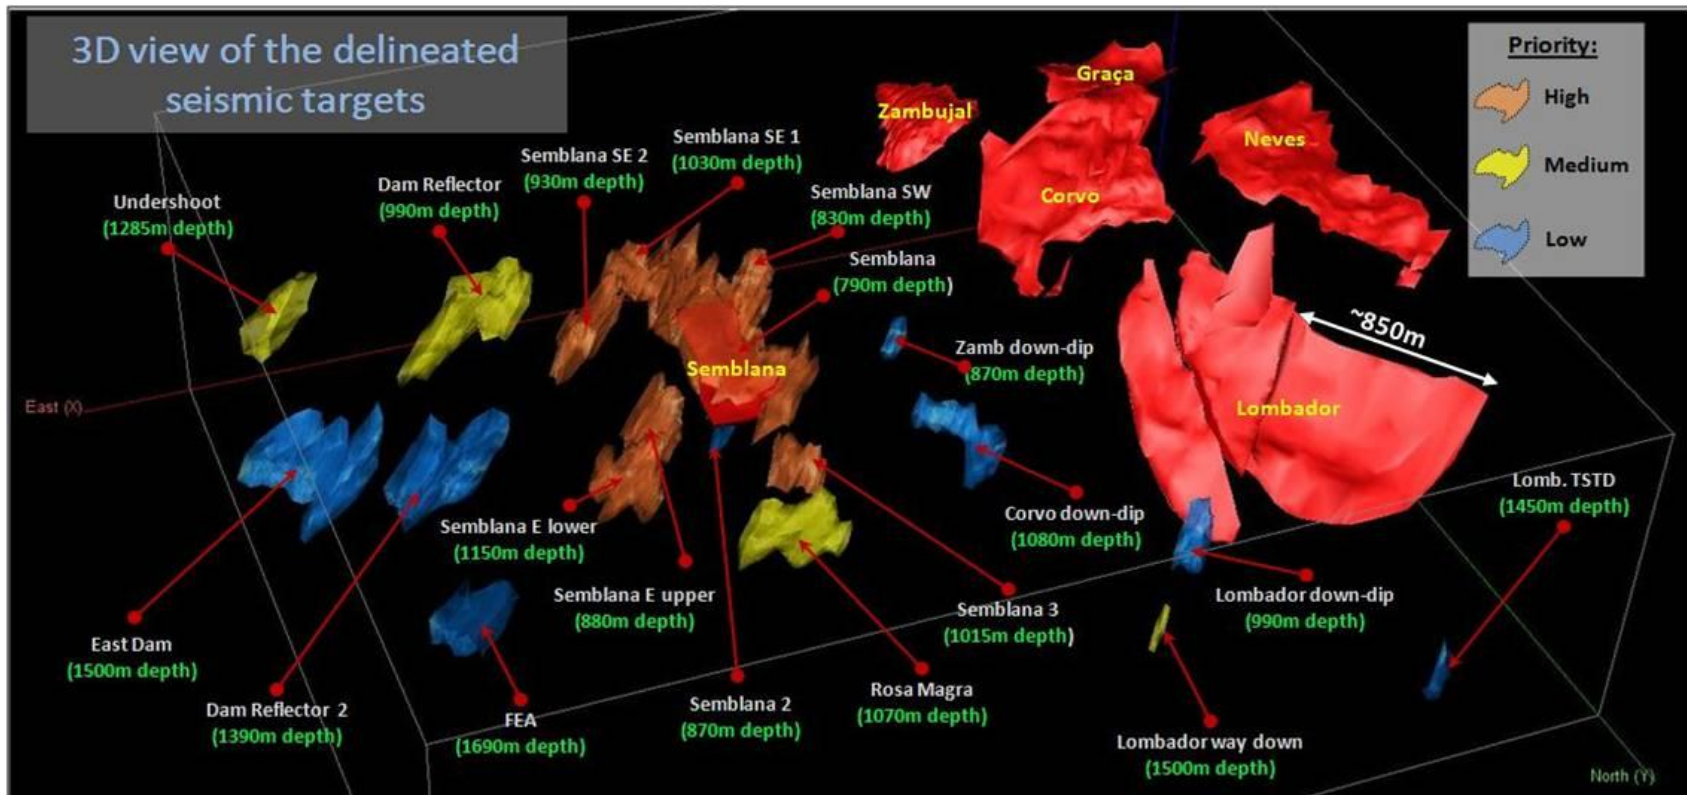 3D view of the delineated
seismic targets
Priority:
High
Medium
Low
Graça
Zambujal
Neves
Corvo
Semblana SE 1
(1030m depth)
Semblana SE 2
(930m depth)
Dam Reflector
(990m depth)
Undershoot
(1285m depth)
Semblana SW
(830m depth)
Semblana
(790m depth)
~850m
Zamb down-dip
(870m depth)
Semblana
East (X)
Lombador
Lomb. TSTD
(1450m depth)
Corvo down-dip
(1080m depth)
Semblana E lower
(1150m depth)
Semblana E upper
(880m depth)
Semblana 3
(1015m depth)
Lombador down-dip
(990m depth)
East Dam
(1500m depth)
Dam Reflector 2
(1390m depth)
FEA
(1690m depth)
Semblana 2
(870m depth)
Rosa Magra
(1070m depth)
Lombador way down
(1500m depth)
North (Y)